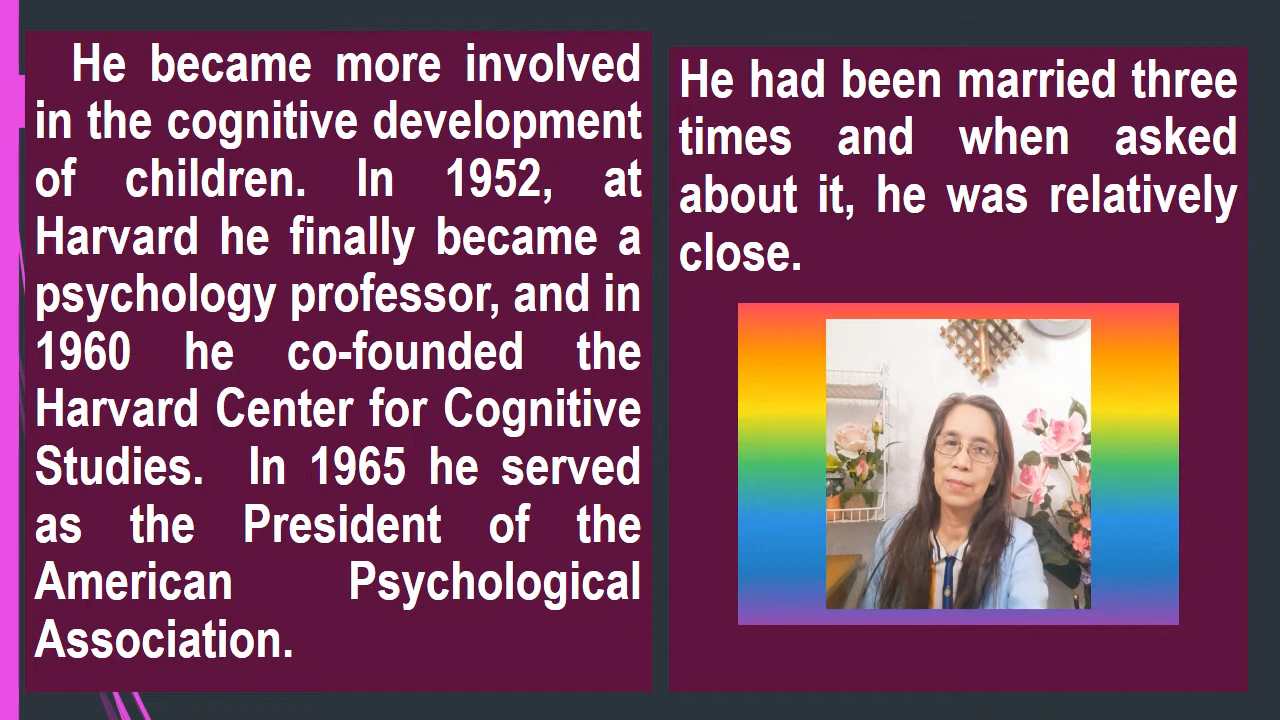 He became more involved
in the cognitive development
of children. In 1952, at
Harvard he finally became a
psychology professor, and in
1960 he co-founded the
Harvard Center for Cognitive
Studies. In 1965 he served
as the President of the
American Psychological
Association.
He had been married three
times and when asked
about it, he was relatively
close.